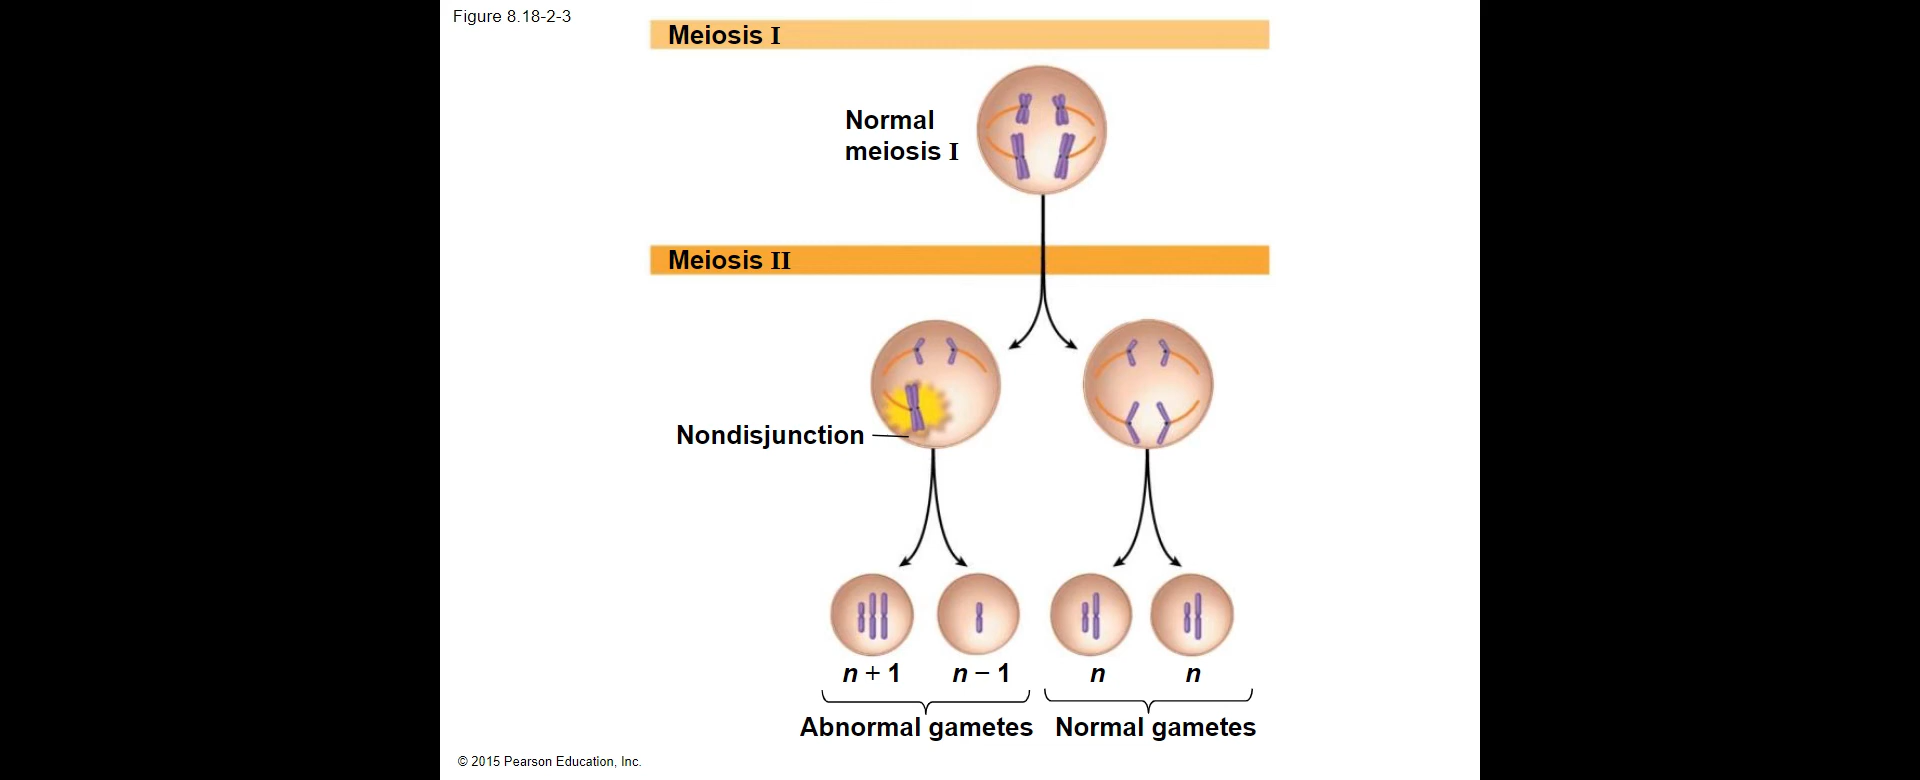 Figure 8.18-2-3
Meiosis I
Normal
meiosis I
Meiosis II
Nondisjunction
n + 1
n − 1
n
n
Abnormal gametes
Normal gametes
© 2015 Pearson Education, Inc.